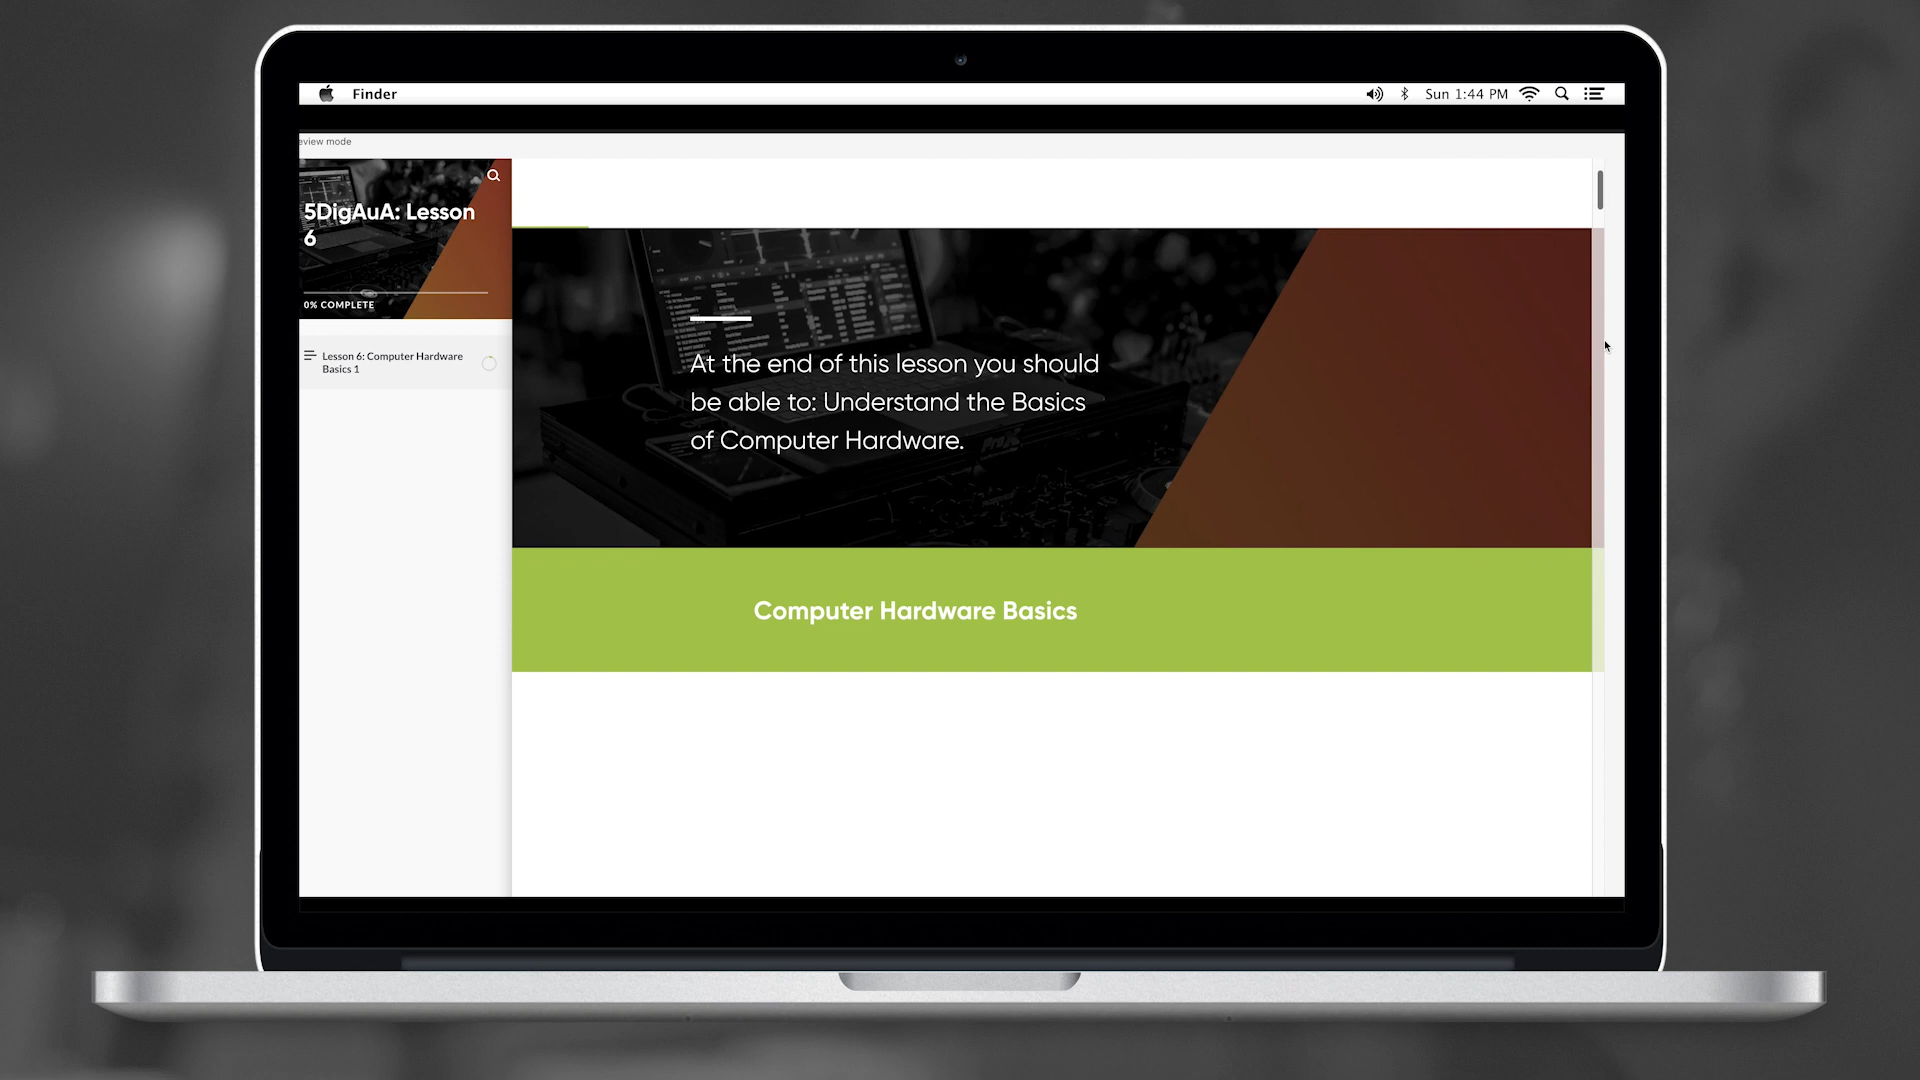 Finder
Sun 1:44 PM
eview mode
5DigAuA: Lesson
6
0% COMPLETE
Lesson 6: Computer Hardware
Basics 1
At the end of this lesson you should
be able to: Understand the Basics
of Computer Hardware.
Computer Hardware Basics